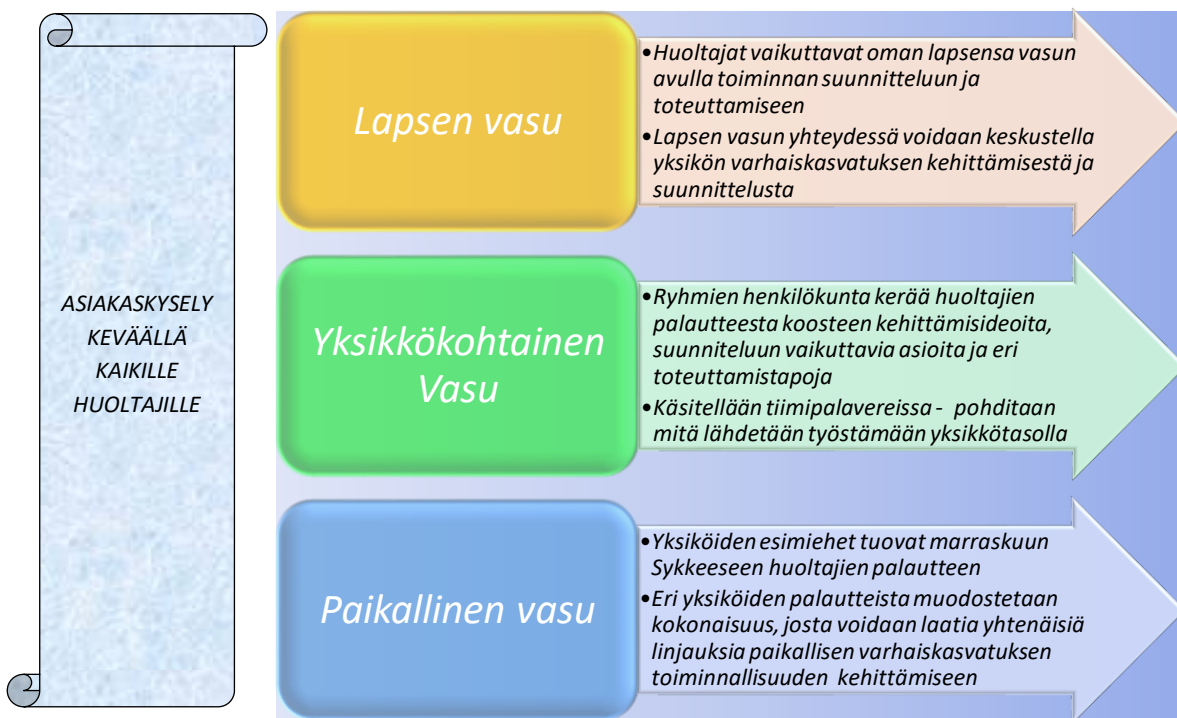 ASIAKASKYSELY
KEVÄÄLLÄ
KAIKILLE
HUOLTAJILLE
Lapsen vasu
•Huoltajat vaikuttavat oman lapsensa vasun
avulla toiminnan suunnitteluun ja
toteuttamiseen
•Lapsen vasun yhteydessä voidaan keskustella
yksikön varhaiskasvatuksen kehittämisestä ja
suunnittelusta
Yksikkökohtainen
Vasu
•Ryhmien henkilökunta kerää huoltajien
palautteesta koosteen kehittämisideoita,
suunniteluun vaikuttavia asioita ja eri
toteuttamistapoja
•Käsitellään tiimipalavereissa - pohditaan
mitä lähdetään työstämään yksikkötasolla
Paikallinen vasu
•Yksiköiden esimiehet tuovat marraskuun
Sykkeeseen huoltajien palautteen
•Eri yksiköiden palautteista muodostetaan
kokonaisuus, josta voidaan laatia yhtenäisiä
linjauksia paikallisen varhaiskasvatuksen
toiminnallisuuden kehittämiseen